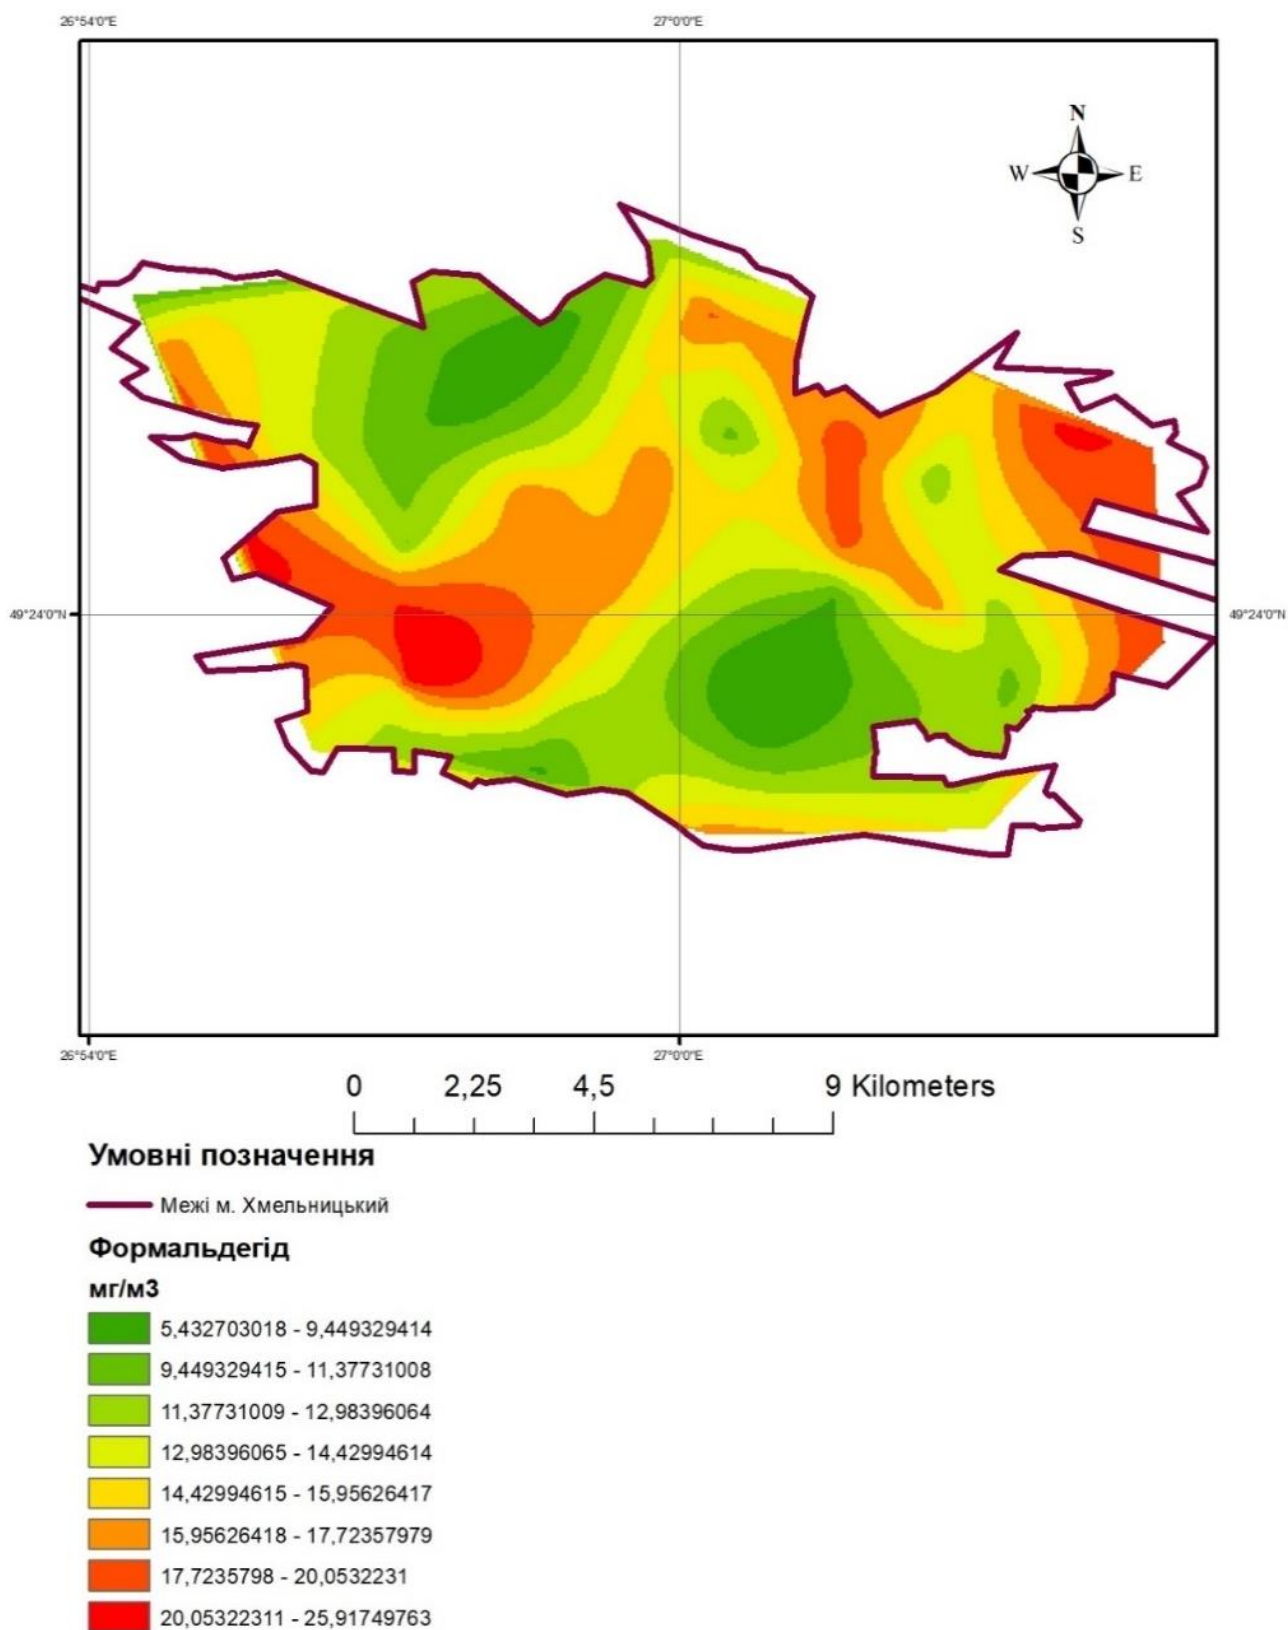 26°54'0"E 27°0'0"E
N
W E
S
49°24'0"N 49°24'0"N
26°54'0"E 27°0'0"E
0 2,25 4,5 9 Kilometers
Умовні позначення
Межі м. Хмельницький
Формальдегід
мг/м3
5,432703018 - 9,449329414
9,449329415 - 11,37731008
11,37731009 - 12,98396064
12,98396065 - 14,42994614
14,42994615 - 15,95626417
15,95626418 - 17,72357979
17,7235798 - 20,0532231
20,05322311 - 25,91749763